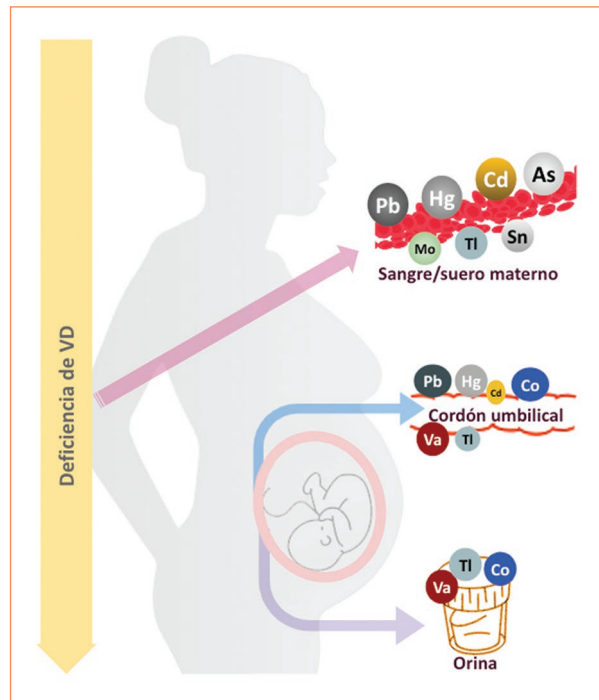 Deficiencia de VD
Pb
Hg
Cd
As
Mo
Tl
Sn
Sangre/suero materno
Pb
Hg
Cd
Co
Cordón umbilical
Va
Tl
Va
Tl
Co
Orina